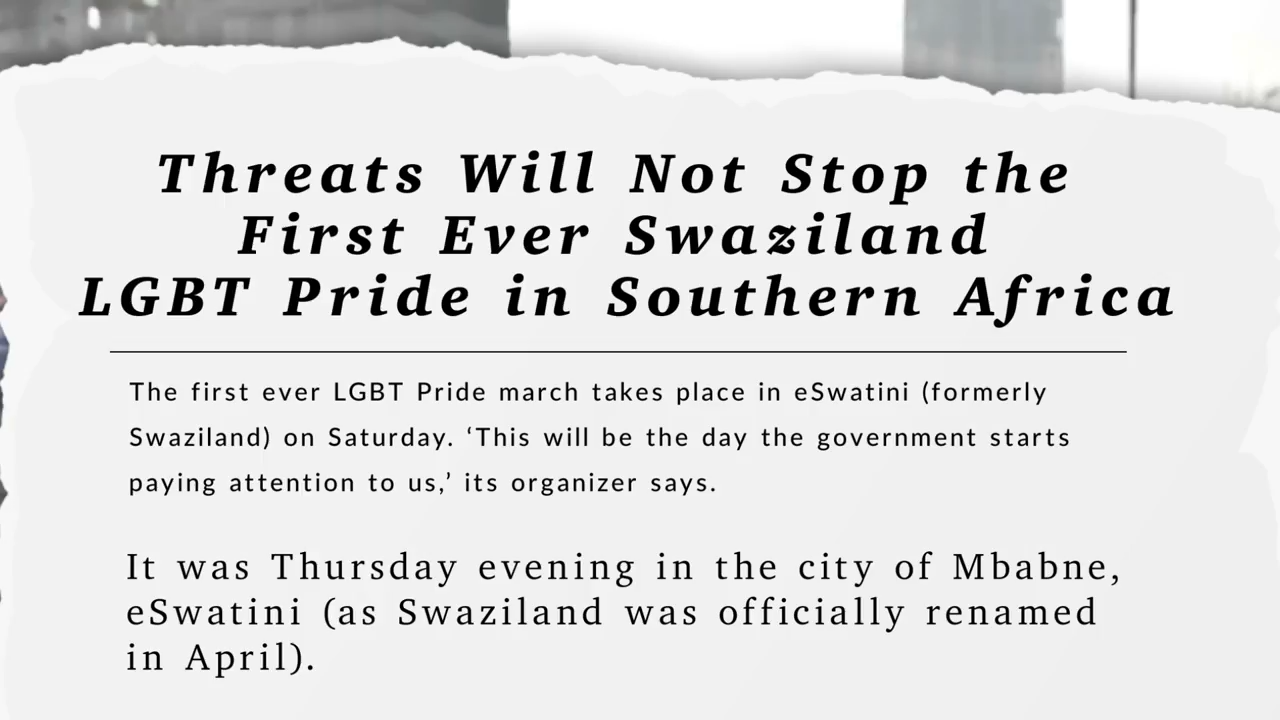 Threats Will Not Stop the
First Ever Swaziland
LGBT Pride in Southern Africa
The first ever LGBT Pride march takes place in eSwatini (formerly
Swaziland) on Saturday. ‘This will be the day the government starts
paying attention to us,’ its organizer says.
It was Thursday evening in the city of Mbabne,
eSwatini (as Swaziland was officially renamed
in April).